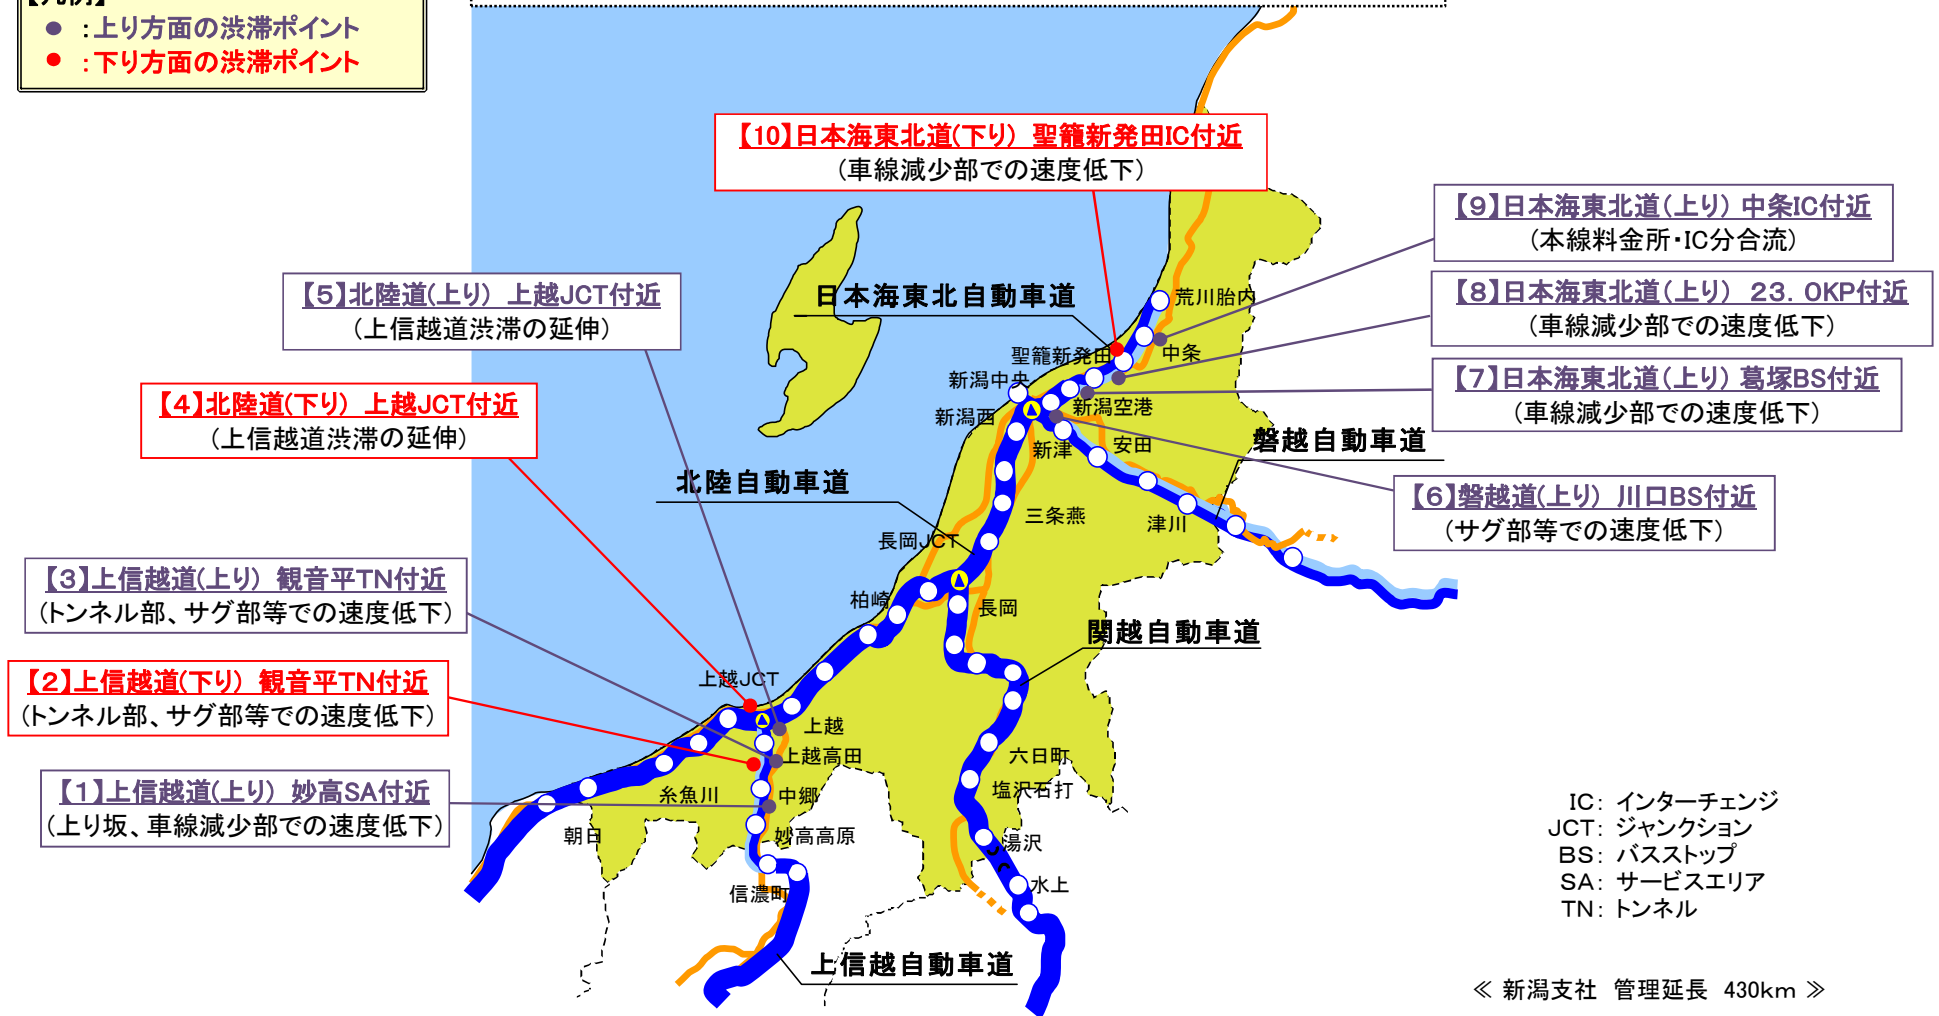 【凡例】
● ：上り方面の渋滞ポイント
● ：下り方面の渋滞ポイント
【10】日本海東北道(下り) 聖籠新発田IC付近
(車線減少部での速度低下)
【9】日本海東北道(上り) 中条IC付近
(本線料金所・IC分合流)
【8】日本海東北道(上り) 23．0KP付近
(車線減少部での速度低下)
【7】日本海東北道(上り) 葛塚BS付近
(車線減少部での速度低下)
【6】磐越道(上り) 川口BS付近
(サグ部等での速度低下)
【5】北陸道(上り) 上越JCT付近
(上信越道渋滞の延伸)
【4】北陸道(下り) 上越JCT付近
(上信越道渋滞の延伸)
【3】上信越道(上り) 観音平TN付近
(トンネル部、サグ部等での速度低下)
【2】上信越道(下り) 観音平TN付近
(トンネル部、サグ部等での速度低下)
【1】上信越道(上り) 妙高SA付近
(上り坂、車線減少部での速度低下)
日本海東北自動車道
荒川胎内
聖籠新発田
中条
新潟中央
新潟空港
新潟西
新津
安田
磐越自動車道
北陸自動車道
三条燕
津川
長岡JCT
柏崎
長岡
関越自動車道
上越JCT
上越
上越高田
六日町
塩沢石打
糸魚川
中郷
朝日
妙高高原
湯沢
信濃町
水上
上信越自動車道
IC： インターチェンジ
JCT： ジャンクション
BS： バスストップ
SA： サービスエリア
TN： トンネル
≪ 新潟支社 管理延長 430km ≫